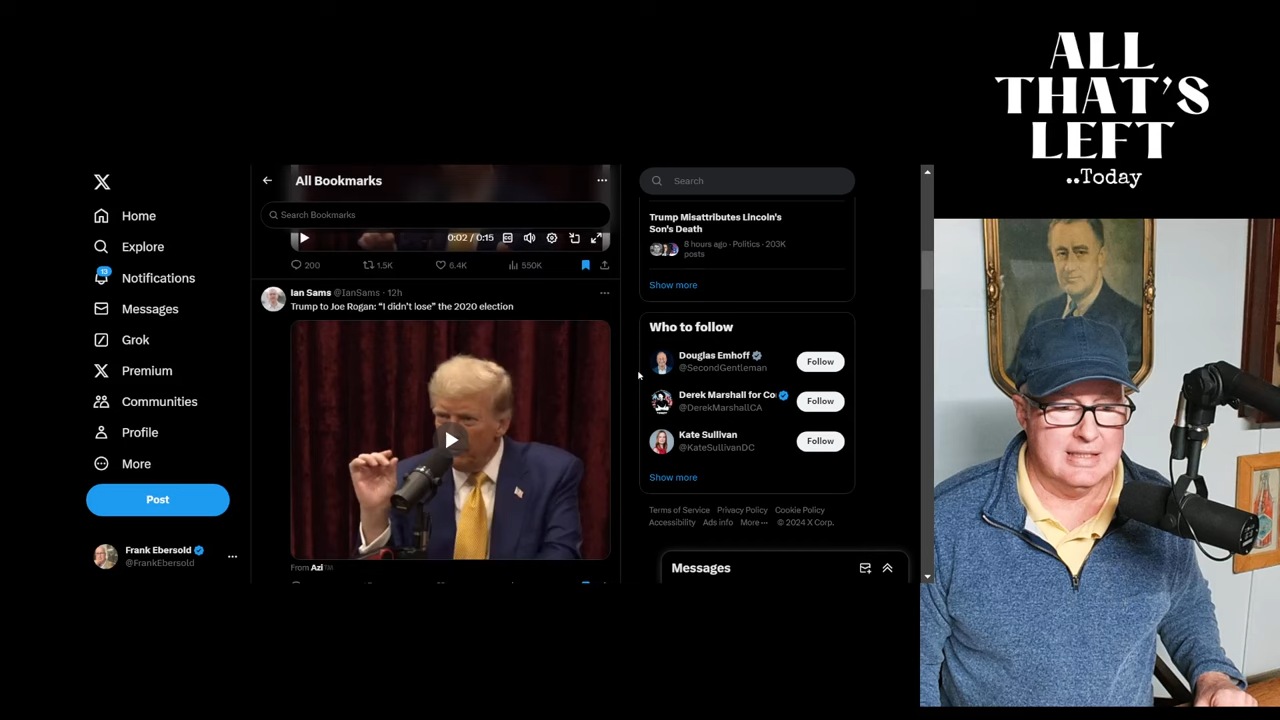 ALL
THAT'S
LEFT
..Today
Home
Explore
13
Notifications
Messages
Grok
Premium
Communities
Profile
More
Post
Frank Ebersold
@FrankEbersold
All Bookmarks
Search Bookmarks
0:02 / 0:15
200
1.5K
6.4K
550K
Ian Sams @IanSams · 12h
Trump to Joe Rogan: “I didn’t lose” the 2020 election
From Azi™
Search
Trump Misattributes Lincoln's
Son's Death
8 hours ago · Politics · 203K
posts
Show more
Who to follow
Douglas Emhoff
@SecondGentleman
Follow
Derek Marshall for Co
@DerekMarshallCA
Follow
Kate Sullivan
@KateSullivanDC
Follow
Show more
Terms of Service Privacy Policy Cookie Policy
Accessibility Ads info More ··· © 2024 X Corp.
Messages